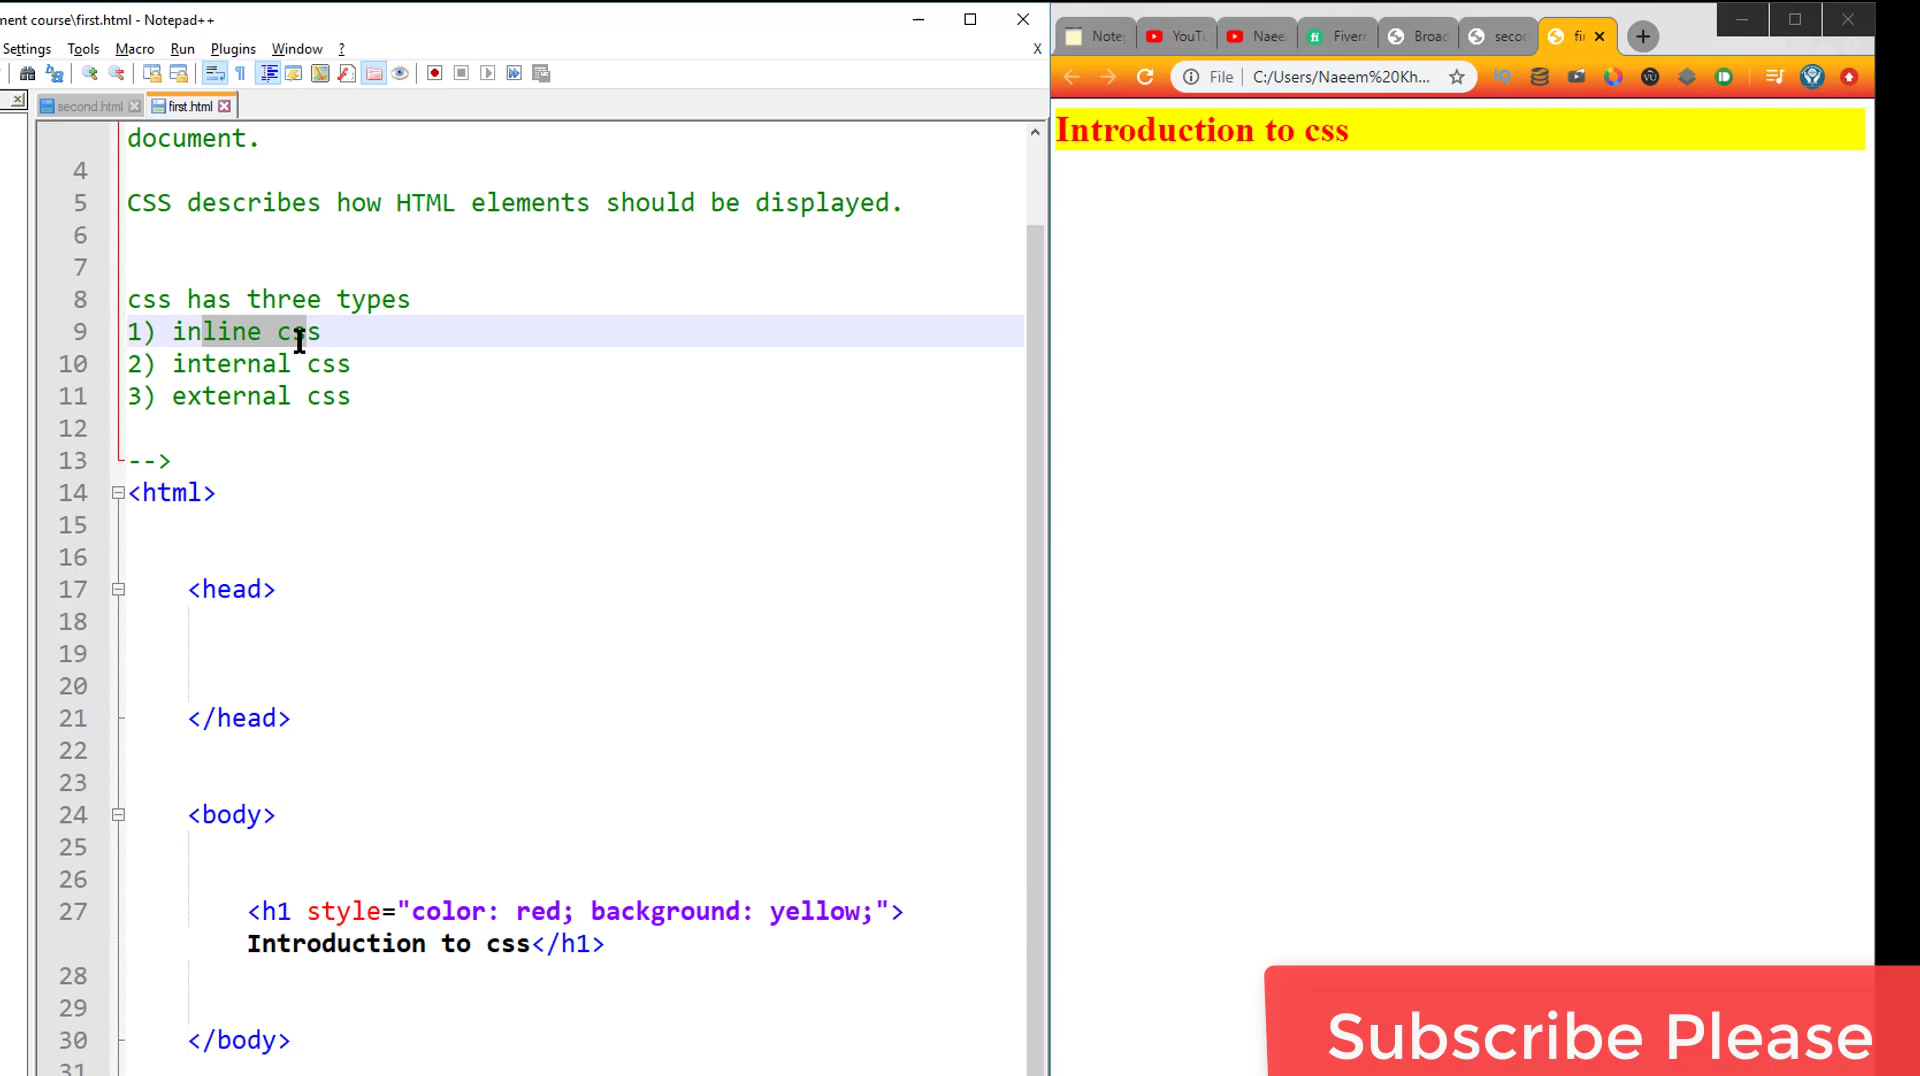 ment course\first.html - Notepad++
Settings Tools Macro Run Plugins Window ? X
second.html first.html
document.
4
5 CSS describes how HTML elements should be displayed.
6
7
8 css has three types
9 1) inline css
10 2) internal css
11 3) external css
12
13 -->
14 <html>
15
16
17 <head>
18
19
20
21 </head>
22
23
24 <body>
25
26
27 <h1 style="color: red; background: yellow;">
Introduction to css</h1>
28
29
30 </body>
31
Note YouTu Naee Fiverr Broad secon fir
File C:/Users/Naeem%20Kh...
Introduction to css
Subscribe Please